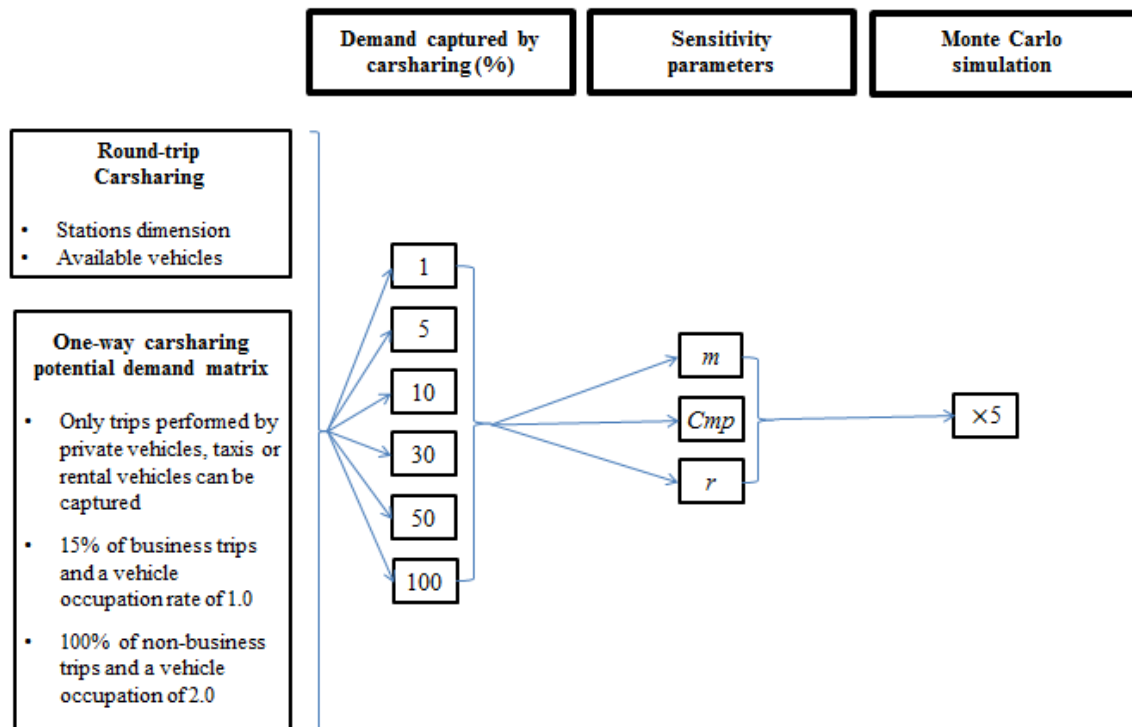 Demand captured by
carsharing (%)
Sensitivity
parameters
Monte Carlo
simulation
Round-trip
Carsharing
• Stations dimension
• Available vehicles
One-way carsharing
potential demand matrix
• Only trips performed by
private vehicles, taxis or
rental vehicles can be
captured
• 15% of business trips
and a vehicle
occupation rate of 1.0
• 100% of non-business
trips and a vehicle
occupation of 2.0
1
5
10
30
50
100
m
Cmp
r
×5